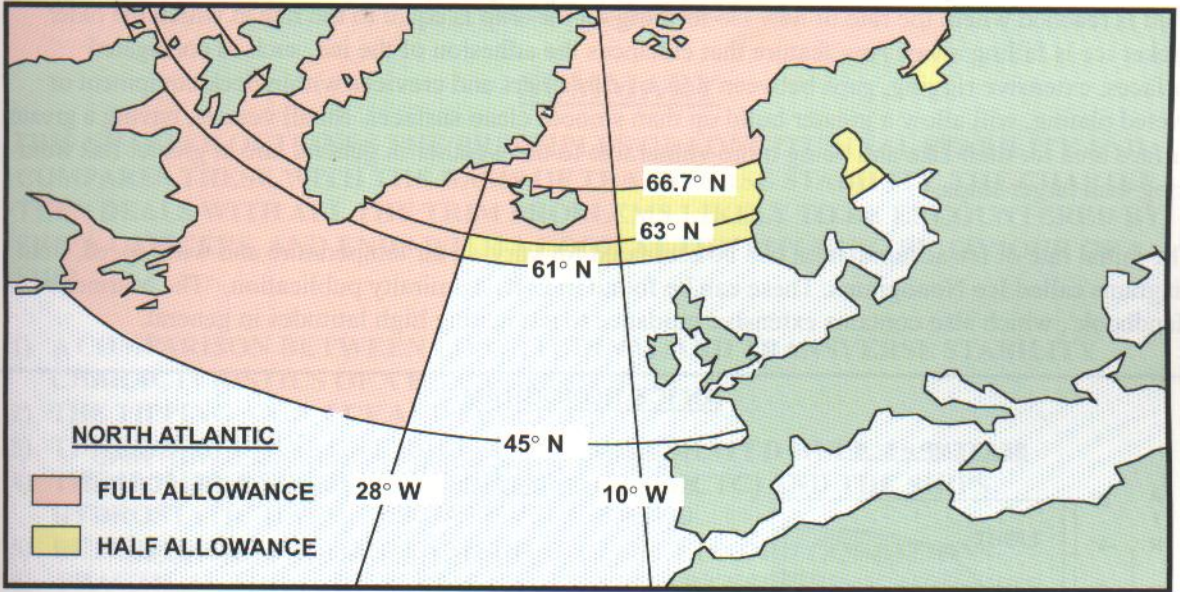 66.7° N
63° N
61° N
45° N
28° W
10° W
NORTH ATLANTIC
FULL ALLOWANCE
HALF ALLOWANCE